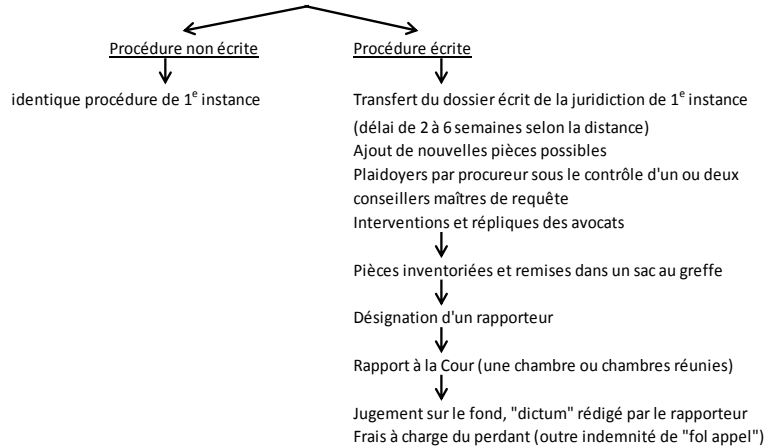 Procédure non écrite
identique procédure de 1e instance
Procédure écrite
Transfert du dossier écrit de la juridiction de 1e instance
(délai de 2 à 6 semaines selon la distance)
Ajout de nouvelles pièces possibles
Plaidoyers par procureur sous le contrôle d'un ou deux
conseillers maîtres de requête
Interventions et répliques des avocats
Pièces inventoriées et remises dans un sac au greffe
Désignation d'un rapporteur
Rapport à la Cour (une chambre ou chambres réunies)
Jugement sur le fond, "dictum" rédigé par le rapporteur
Frais à charge du perdant (outre indemnité de "fol appel")